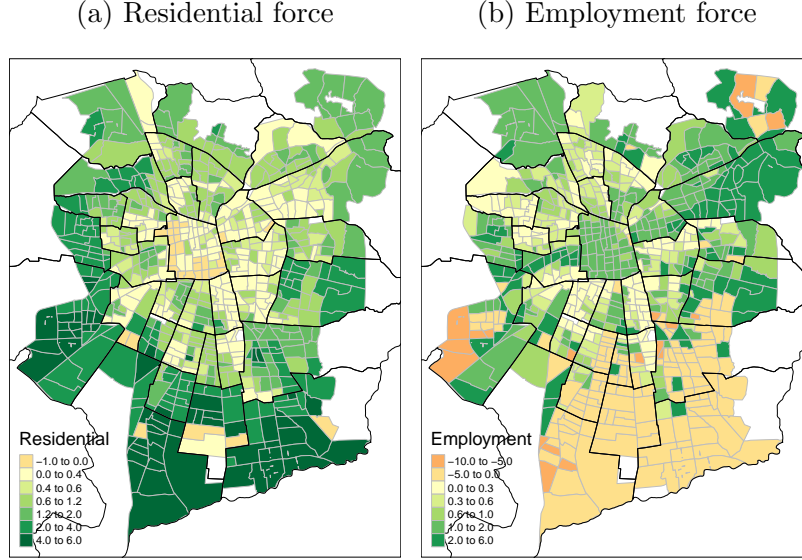 (a) Residential force
(b) Employment force
Residential
−1.0 to 0.0
0.0 to 0.4
0.4 to 0.6
0.6 to 1.2
1.2 to 2.0
2.0 to 4.0
4.0 to 6.0
Employment
−10.0 to −5.0
−5.0 to 0.0
0.0 to 0.3
0.3 to 0.6
0.6 to 1.0
1.0 to 2.0
2.0 to 6.0